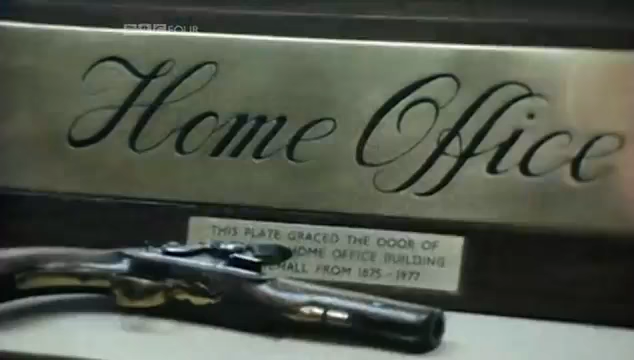 BBC FOUR
Home Office
THIS PLATE GRACED THE DOOR OF
HOME OFFICE BUILDING
FROM 1875 - 1977